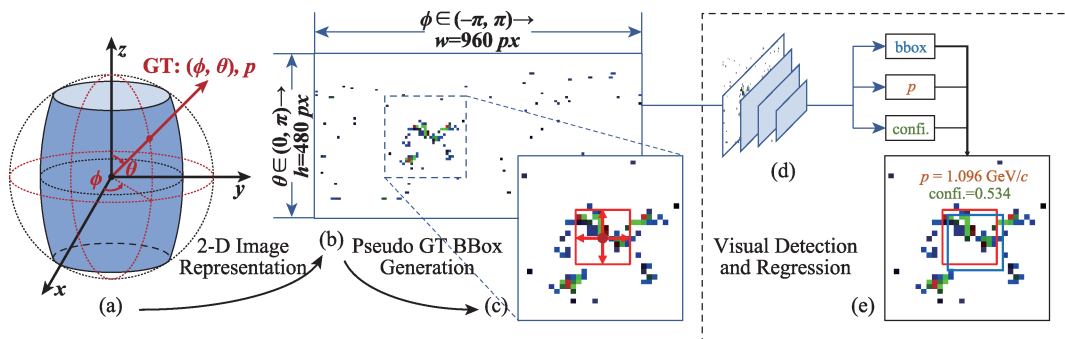 z
GT: (ϕ, θ), p
θ
ϕ
y
x
(a)
2-D Image
Representation
ϕ ∈ (–π, π)→
w=960 px
θ ∈ (0, π)→
h=480 px
(b)
Pseudo GT BBox
Generation
(c)
(d)
bbox
p
confi.
Visual Detection
and Regression
p = 1.096 GeV/c
confi.=0.534
(e)